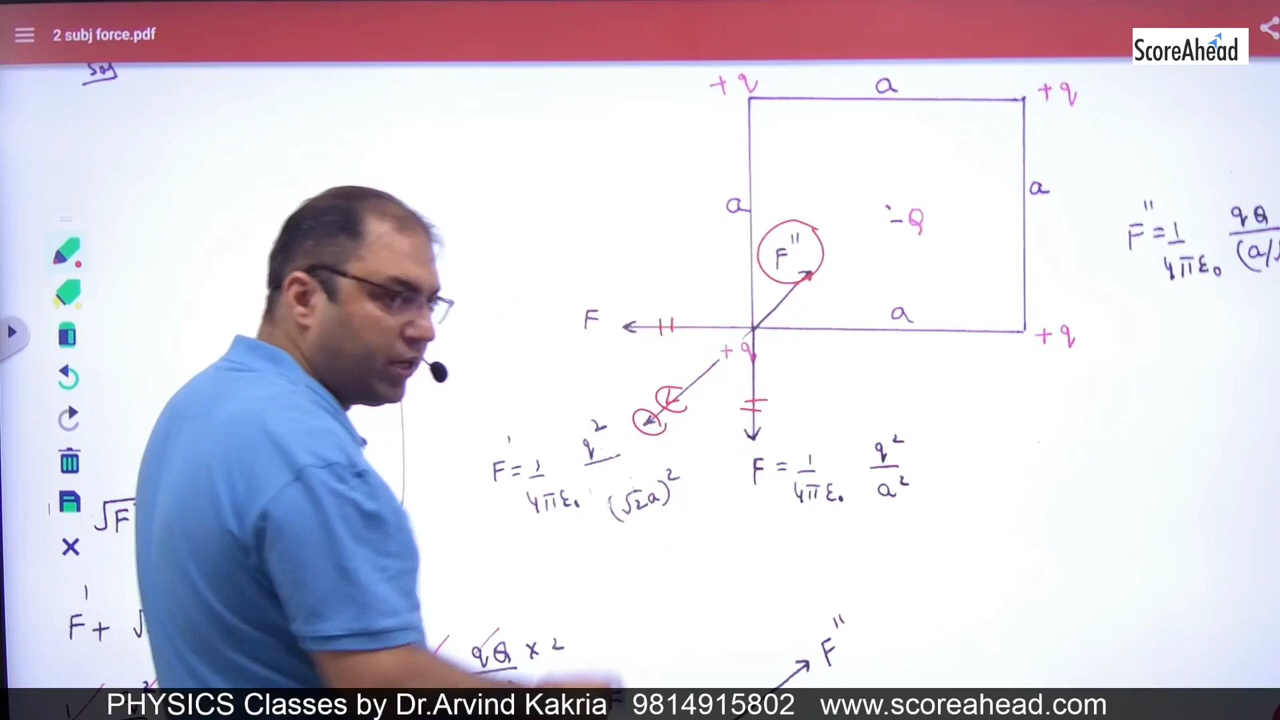 2 subj force.pdf
ScoreAhead
Sol
+q a +q
a
a
-Q
F"
F" = 1/4πε₀ qQ/(a/
F
a
+q
+q
F' = 1/4πε₀ q²/(√2a)²
F = 1/4πε₀ q²/a²
√F
F' + √
qQ × 2
F"
PHYSICS Classes by Dr.Arvind Kakria 9814915802 www.scoreahead.com